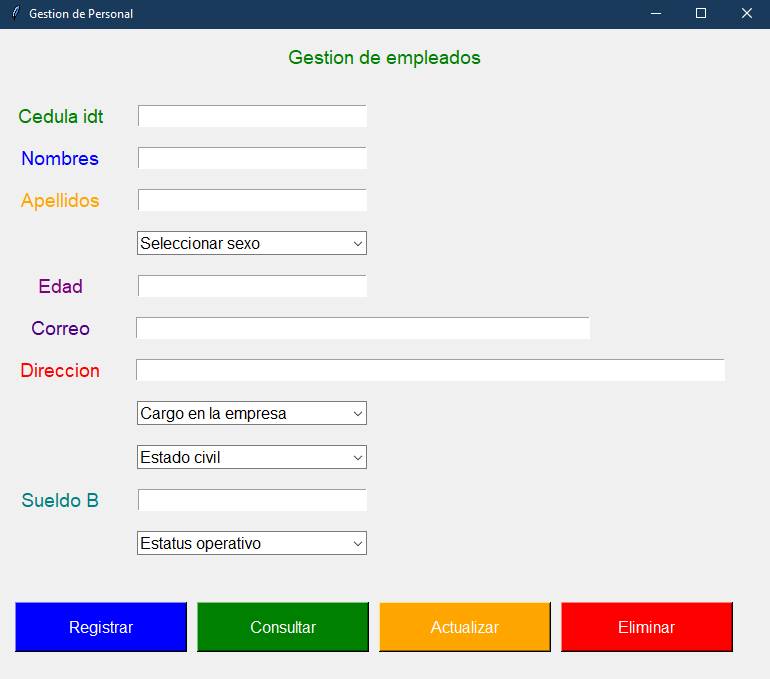 Gestion de Personal
Gestion de empleados
Cedula idt
Nombres
Apellidos
Seleccionar sexo
Edad
Correo
Direccion
Cargo en la empresa
Estado civil
Sueldo B
Estatus operativo
Registrar Consultar Actualizar Eliminar